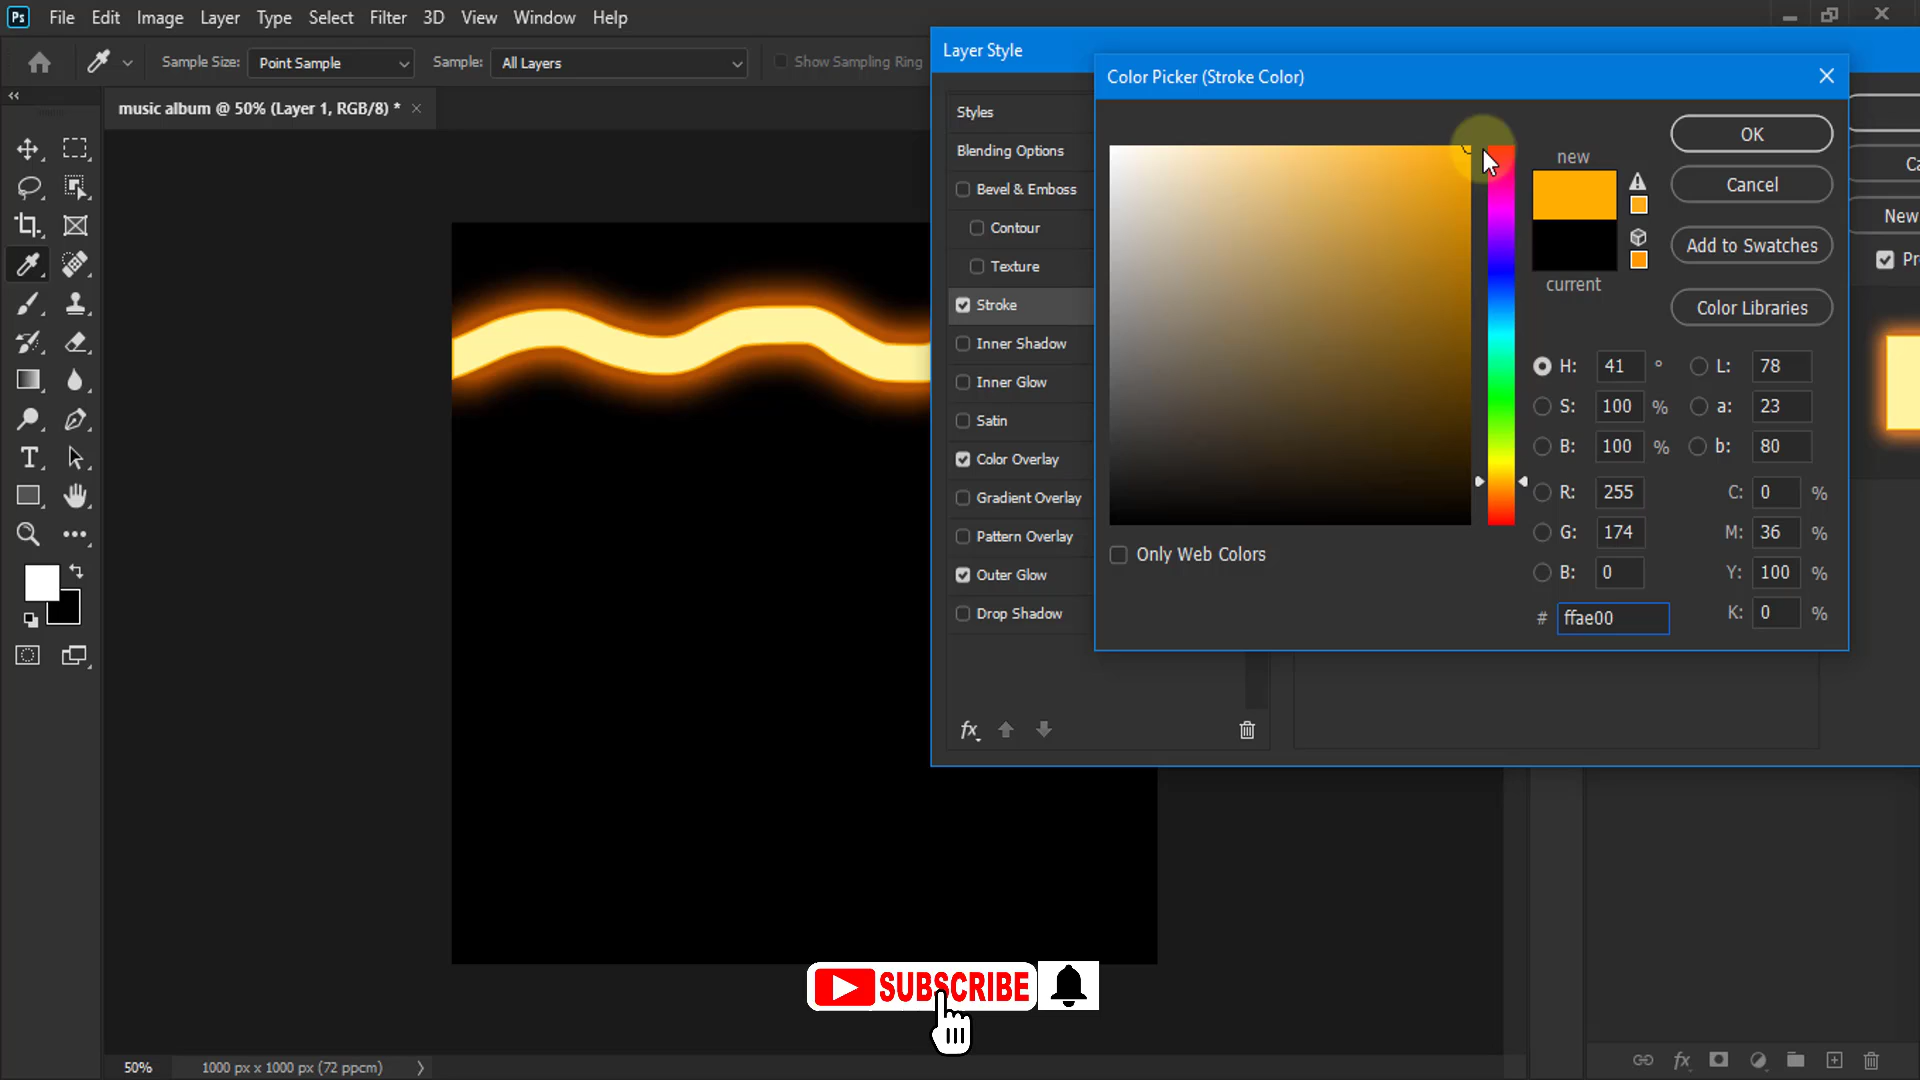 Ps File Edit Image Layer Type Select Filter 3D View Window Help
Sample Size: Point Sample Sample: All Layers Show Sampling Ring
music album @ 50% (Layer 1, RGB/8) *
Layer Style
Styles
Blending Options
Bevel & Emboss
Contour
Texture
Stroke
Inner Shadow
Inner Glow
Satin
Color Overlay
Gradient Overlay
Pattern Overlay
Outer Glow
Drop Shadow
fx
Color Picker (Stroke Color)
new
current
OK
Cancel
Add to Swatches
Color Libraries
H: 41 ° L: 78
S: 100 % a: 23
B: 100 % b: 80
R: 255 C: 0 %
G: 174 M: 36 %
B: 0 Y: 100 %
# ffae00 K: 0 %
Only Web Colors
Ca
New
Pr
T
SUBSCRIBE
50% 1000 px x 1000 px (72 ppcm)
fx